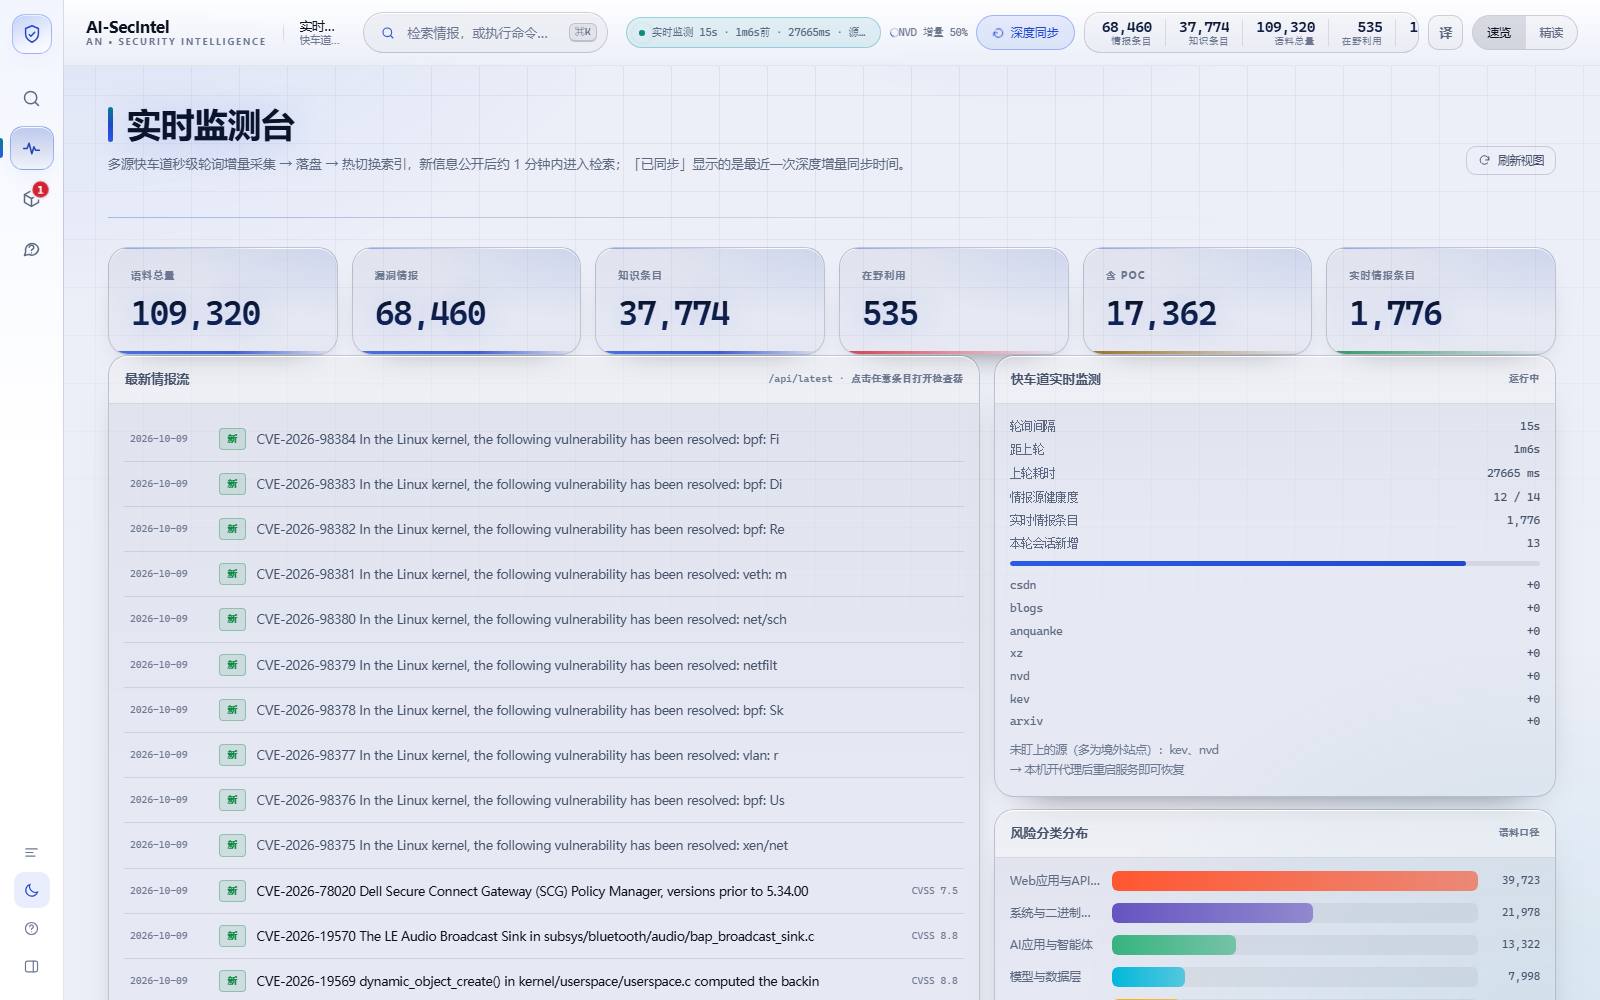 AI-SecIntel
AN • SECURITY INTELLIGENCE
实时...
快车道...
检索情报，或执行命令...
⌘K
实时监测 15s · 1m6s前 · 27665ms · 源…
NVD 增量 50%
深度同步
68,460
情报条目
37,774
知识条目
109,320
语料总量
535
在野利用
1
译
速览
精读
1
实时监测台
多源快车道秒级轮询增量采集 → 落盘 → 热切换索引，新信息公开后约 1 分钟内进入检索；「已同步」显示的是最近一次深度增量同步时间。
刷新视图
语料总量
109,320
漏洞情报
68,460
知识条目
37,774
在野利用
535
含 POC
17,362
实时情报条目
1,776
最新情报流
/api/latest · 点击任意条目打开检查器
2026-10-09 新 CVE-2026-98384 In the Linux kernel, the following vulnerability has been resolved: bpf: Fi
2026-10-09 新 CVE-2026-98383 In the Linux kernel, the following vulnerability has been resolved: bpf: Di
2026-10-09 新 CVE-2026-98382 In the Linux kernel, the following vulnerability has been resolved: bpf: Re
2026-10-09 新 CVE-2026-98381 In the Linux kernel, the following vulnerability has been resolved: veth: m
2026-10-09 新 CVE-2026-98380 In the Linux kernel, the following vulnerability has been resolved: net/sch
2026-10-09 新 CVE-2026-98379 In the Linux kernel, the following vulnerability has been resolved: netfilt
2026-10-09 新 CVE-2026-98378 In the Linux kernel, the following vulnerability has been resolved: bpf: Sk
2026-10-09 新 CVE-2026-98377 In the Linux kernel, the following vulnerability has been resolved: vlan: r
2026-10-09 新 CVE-2026-98376 In the Linux kernel, the following vulnerability has been resolved: bpf: Us
2026-10-09 新 CVE-2026-98375 In the Linux kernel, the following vulnerability has been resolved: xen/net
2026-10-09 新 CVE-2026-78020 Dell Secure Connect Gateway (SCG) Policy Manager, versions prior to 5.34.00 CVSS 7.5
2026-10-09 新 CVE-2026-19570 The LE Audio Broadcast Sink in subsys/bluetooth/audio/bap_broadcast_sink.c CVSS 8.8
2026-10-09 新 CVE-2026-19569 dynamic_object_create() in kernel/userspace/userspace.c computed the backin CVSS 8.8
快车道实时监测
运行中
轮询间隔 15s
距上轮 1m6s
上轮耗时 27665 ms
情报源健康度 12 / 14
实时情报条目 1,776
本轮会话新增 13
csdn +0
blogs +0
anquanke +0
xz +0
nvd +0
kev +0
arxiv +0
未盯上的源（多为境外站点）: kev、nvd
→ 本机开代理后重启服务即可恢复
风险分类分布
语料口径
Web应用与API... 39,723
系统与二进制... 21,978
AI应用与智能体 13,322
模型与数据层 7,998